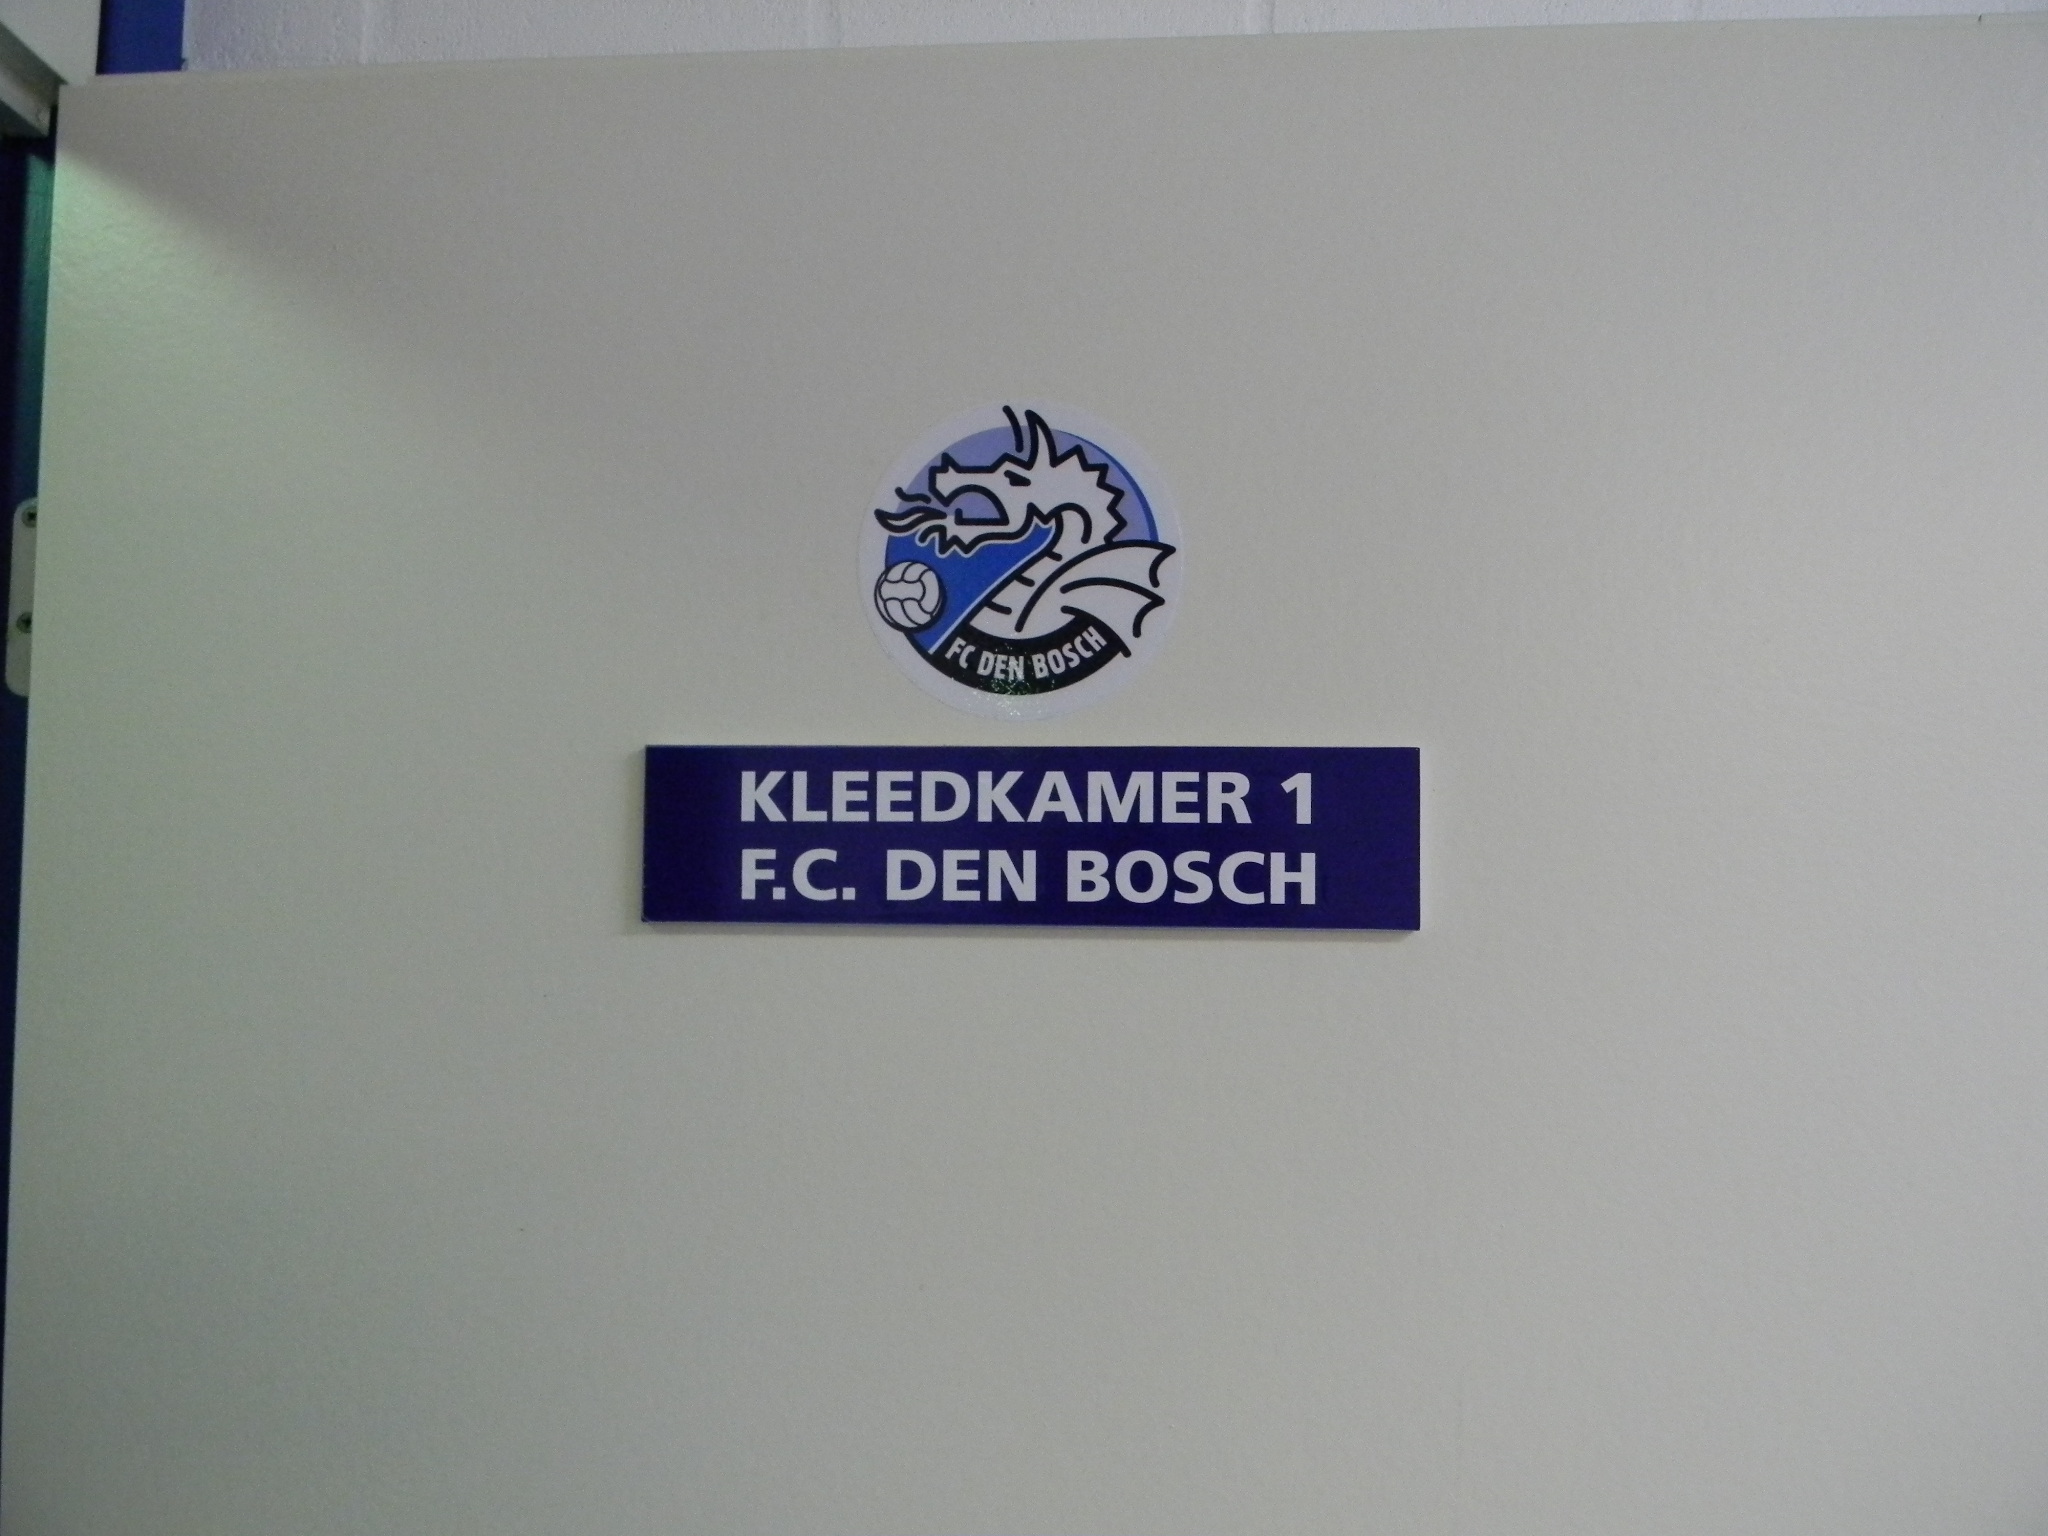 FC DEN BOSCH
KLEEDKAMER 1
F.C. DEN BOSCH